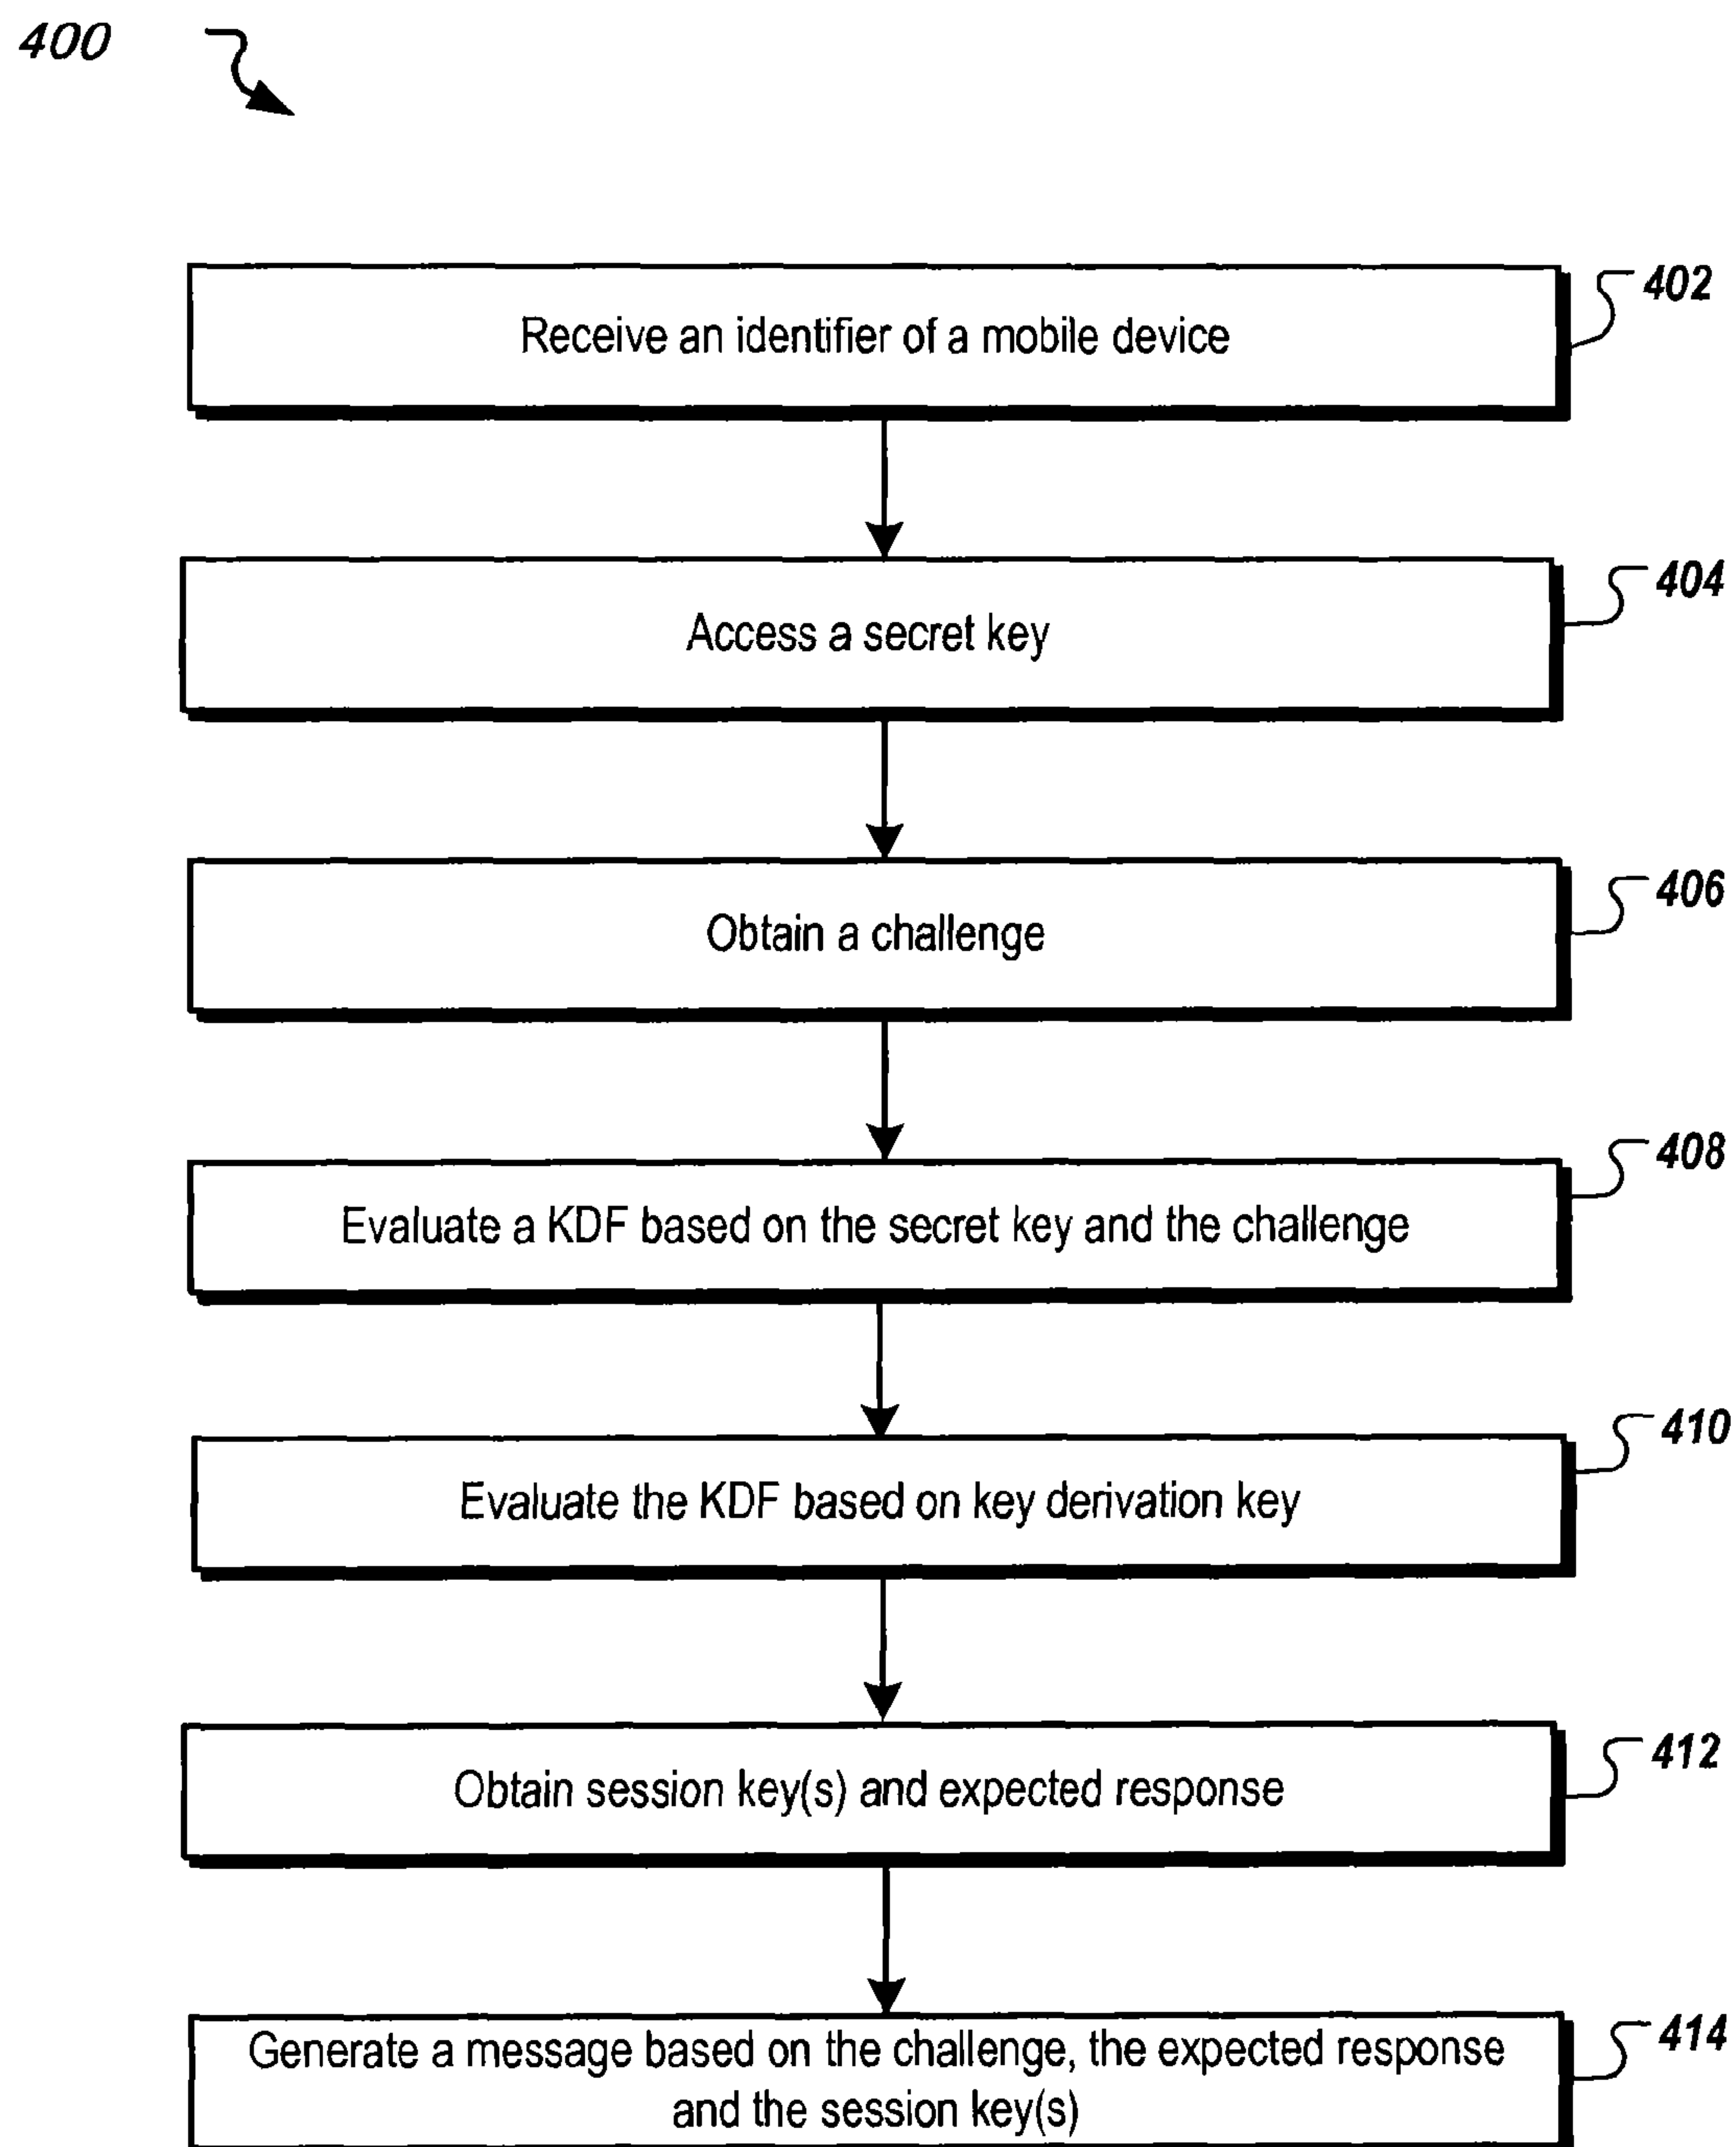 400
Receive an identifier of a mobile device
402
Access a secret key
404
Obtain a challenge
406
Evaluate a KDF based on the secret key and the challenge
408
Evaluate the KDF based on key derivation key
410
Obtain session key(s) and expected response
412
Generate a message based on the challenge, the expected response
and the session key(s)
414